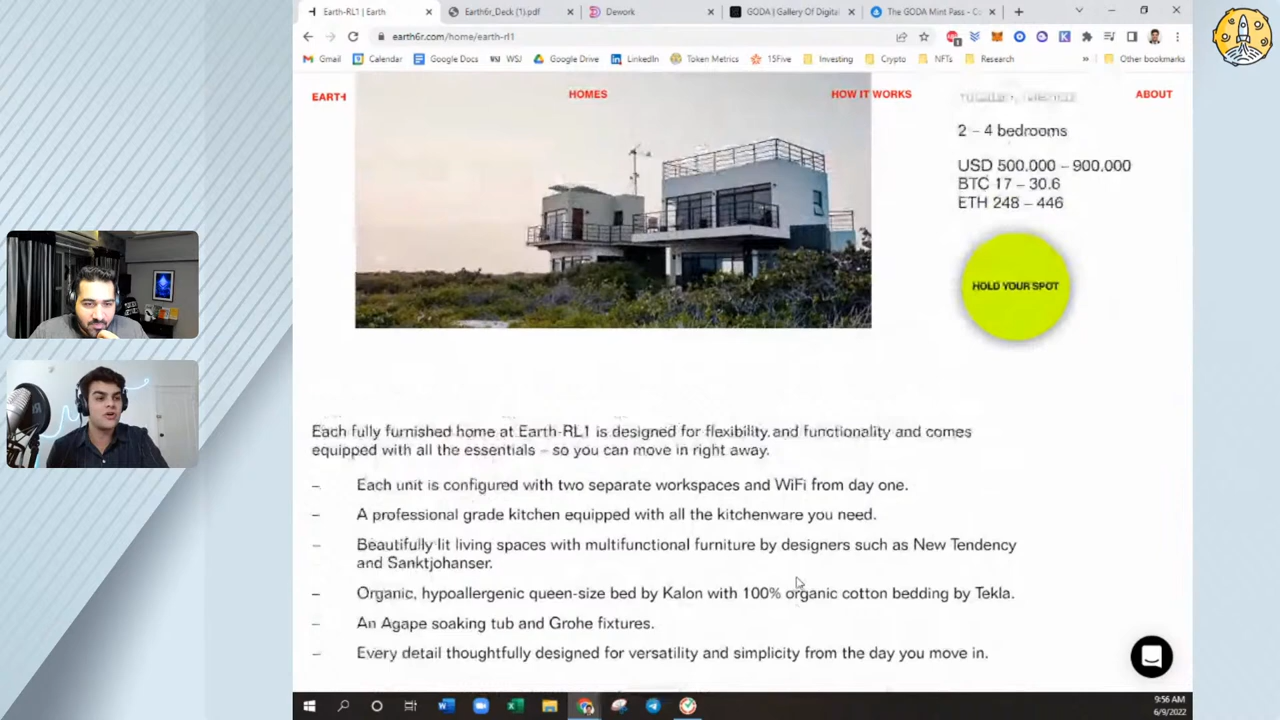 Earth-RL1 | Earth
Earth6r_Deck (1).pdf
Dework
GODA | Gallery Of Digital
The GODA Mint Pass - Co
earth6r.com/home/earth-rl1
Gmail
Calendar
Google Docs
WSJ
Google Drive
LinkedIn
Token Metrics
15Five
Investing
Crypto
NFTs
Research
Other bookmarks
EARTH
HOMES
HOW IT WORKS
ABOUT
2 – 4 bedrooms
USD 500.000 – 900.000
BTC 17 – 30.6
ETH 248 – 446
HOLD YOUR SPOT
Each fully furnished home at Earth-RL1 is designed for flexibility and functionality and comes
equipped with all the essentials – so you can move in right away.
– Each unit is configured with two separate workspaces and WiFi from day one.
– A professional grade kitchen equipped with all the kitchenware you need.
– Beautifully lit living spaces with multifunctional furniture by designers such as New Tendency
and Sanktjohanser.
– Organic, hypoallergenic queen-size bed by Kalon with 100% organic cotton bedding by Tekla.
– An Agape soaking tub and Grohe fixtures.
– Every detail thoughtfully designed for versatility and simplicity from the day you move in.
9:56 AM
6/9/2022